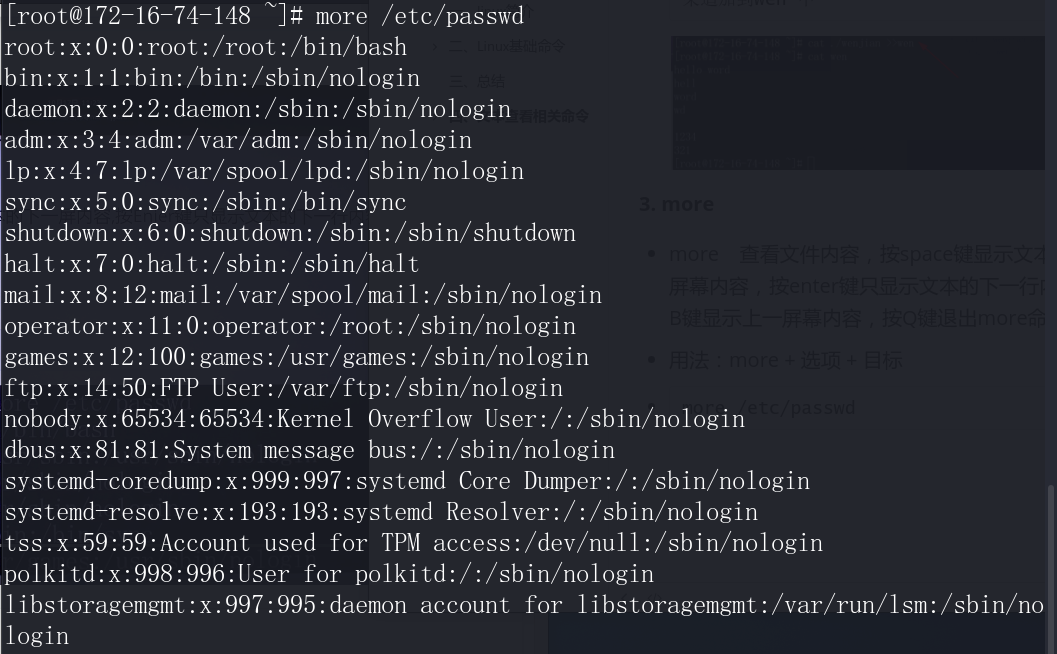 [root@172-16-74-148 ~]# more /etc/passwd
root:x:0:0:root:/root:/bin/bash
bin:x:1:1:bin:/bin:/sbin/nologin
daemon:x:2:2:daemon:/sbin:/sbin/nologin
adm:x:3:4:adm:/var/adm:/sbin/nologin
lp:x:4:7:lp:/var/spool/lpd:/sbin/nologin
sync:x:5:0:sync:/sbin:/bin/sync
shutdown:x:6:0:shutdown:/sbin:/sbin/shutdown
halt:x:7:0:halt:/sbin:/sbin/halt
mail:x:8:12:mail:/var/spool/mail:/sbin/nologin
operator:x:11:0:operator:/root:/sbin/nologin
games:x:12:100:games:/usr/games:/sbin/nologin
ftp:x:14:50:FTP User:/var/ftp:/sbin/nologin
nobody:x:65534:65534:Kernel Overflow User:/:/sbin/nologin
dbus:x:81:81:System message bus:/:/sbin/nologin
systemd-coredump:x:999:997:systemd Core Dumper:/:/sbin/nologin
systemd-resolve:x:193:193:systemd Resolver:/:/sbin/nologin
tss:x:59:59:Account used for TPM access:/dev/null:/sbin/nologin
polkitd:x:998:996:User for polkitd:/:/sbin/nologin
libstoragemgmt:x:997:995:daemon account for libstoragemgmt:/var/run/lsm:/sbin/no
login
二、Linux基础命令
三、总结
查看相关命令
3. more
more 查看文件内容，按space键显示文本
屏幕内容，按enter键只显示文本的下一行
B键显示上一屏幕内容，按Q键退出more命
用法：more + 选项 + 目标
more /etc/passwd